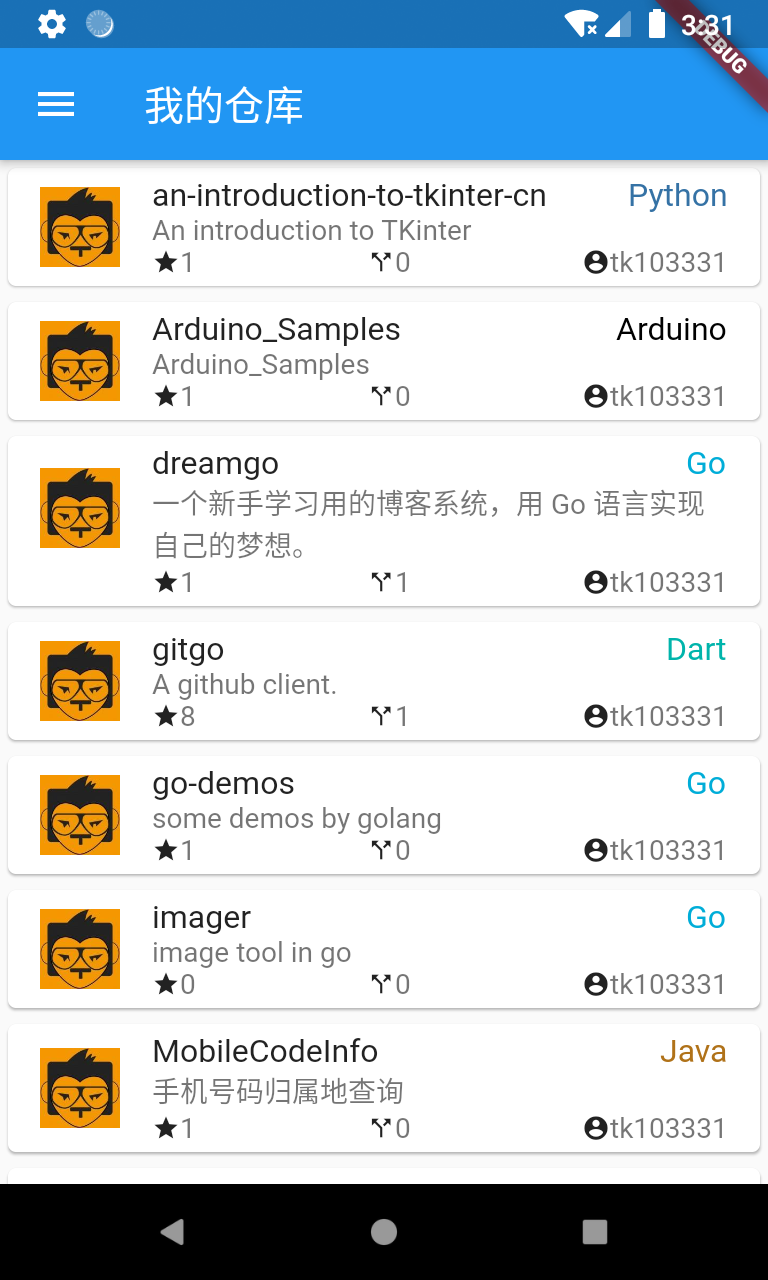 3:31
DEBUG
我的仓库
an-introduction-to-tkinter-cn Python
An introduction to TKinter
1 0 tk103331
Arduino_Samples Arduino
Arduino_Samples
1 0 tk103331
dreamgo Go
一个新手学习用的博客系统，用 Go 语言实现
自己的梦想。
1 1 tk103331
gitgo Dart
A github client.
8 1 tk103331
go-demos Go
some demos by golang
1 0 tk103331
imager Go
image tool in go
0 0 tk103331
MobileCodeInfo Java
手机号码归属地查询
1 0 tk103331